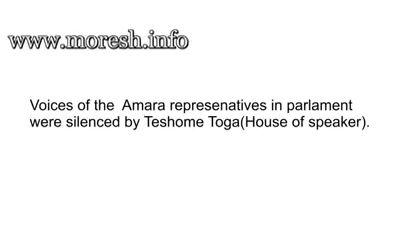 www.moresh.info
Voices of the Amara represenatives in parlament
were silenced by Teshome Toga(House of speaker).